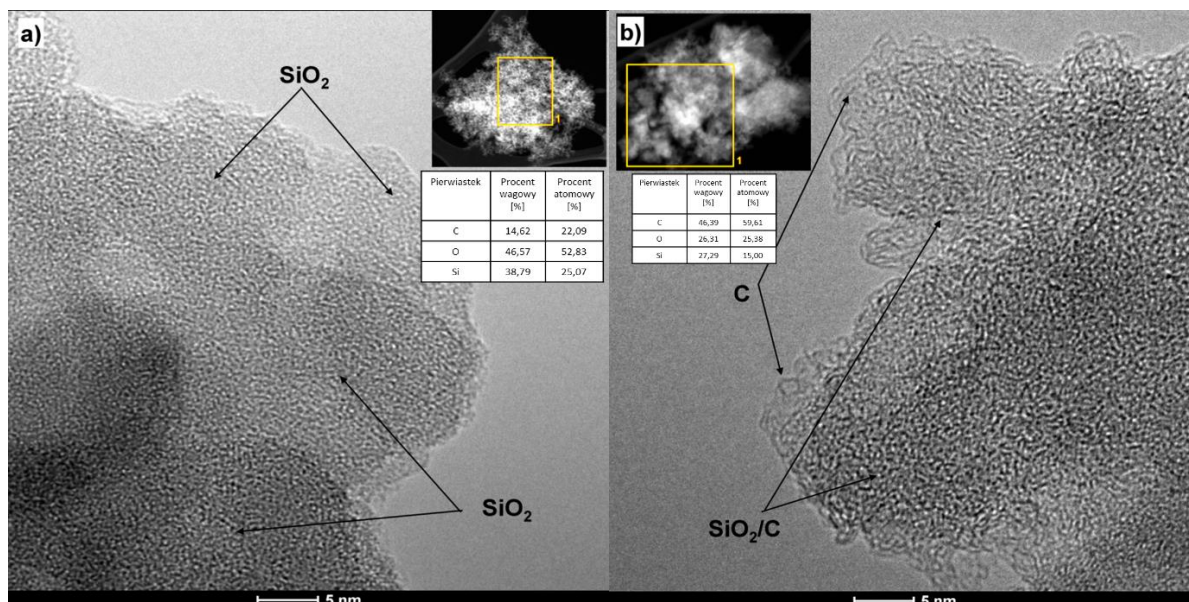 a)
SiO₂
1
Pierwiastek Procent wagowy [%] Procent atomowy [%]
C 14,62 22,09
O 46,57 52,83
Si 38,79 25,07
SiO₂
5 nm
b)
1
Pierwiastek Procent wagowy [%] Procent atomowy [%]
C 46,39 59,61
O 26,31 25,38
Si 27,29 15,00
C
SiO₂/C
5 nm